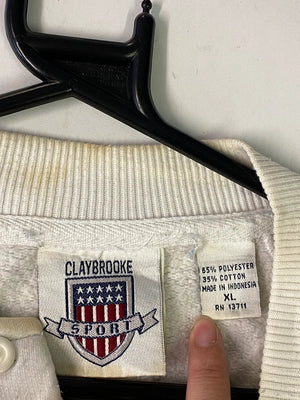 CLAYBROOKE
SPORT
65% POLYESTER
35% COTTON
MADE IN INDONESIA
XL
RN 13711